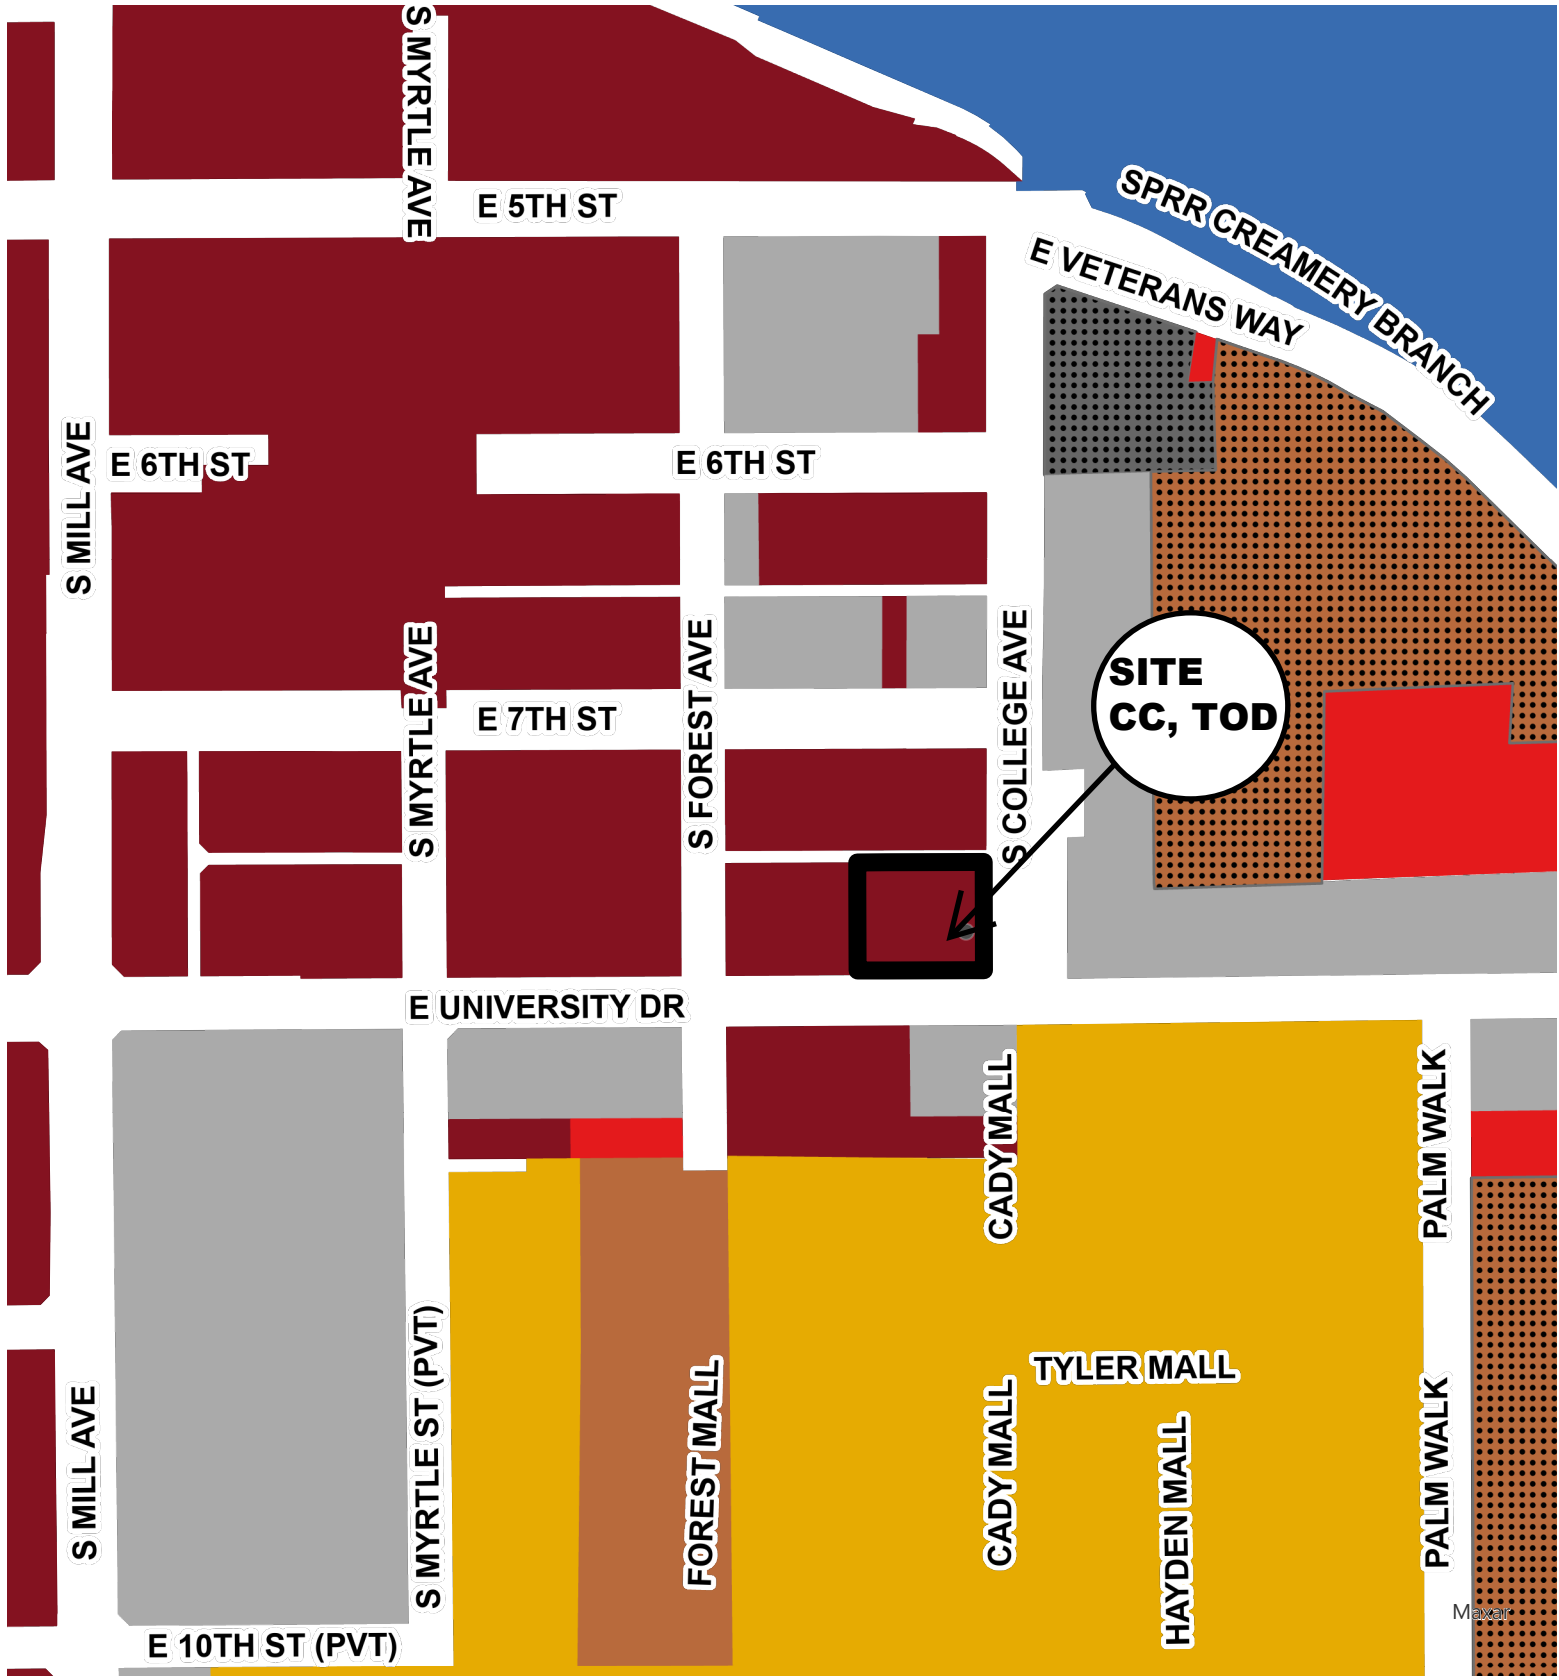 S MYRTLE AVE
E 5TH ST
SPRR CREAMERY BRANCH
E VETERANS WAY
S MILL AVE
E 6TH ST
E 6TH ST
S MYRTLE AVE
E 7TH ST
S FOREST AVE
S COLLEGE AVE
SITE
CC, TOD
E UNIVERSITY DR
CADY MALL
PALM WALK
S MILL AVE
S MYRTLE ST (PVT)
FOREST MALL
TYLER MALL
CADY MALL
HAYDEN MALL
PALM WALK
Maxar
E 10TH ST (PVT)